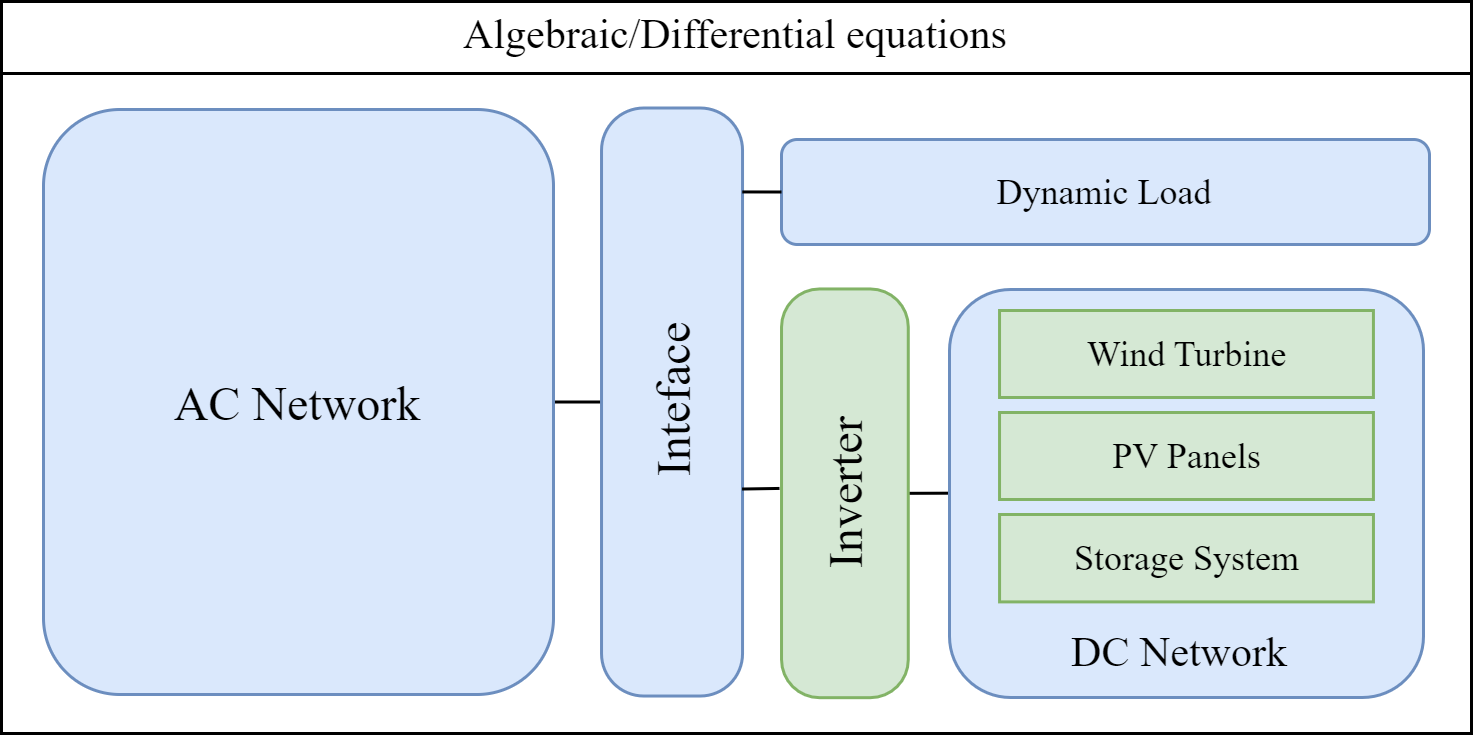 Algebraic/Differential equations
AC Network
Inteface
Dynamic Load
Inverter
Wind Turbine
PV Panels
Storage System
DC Network